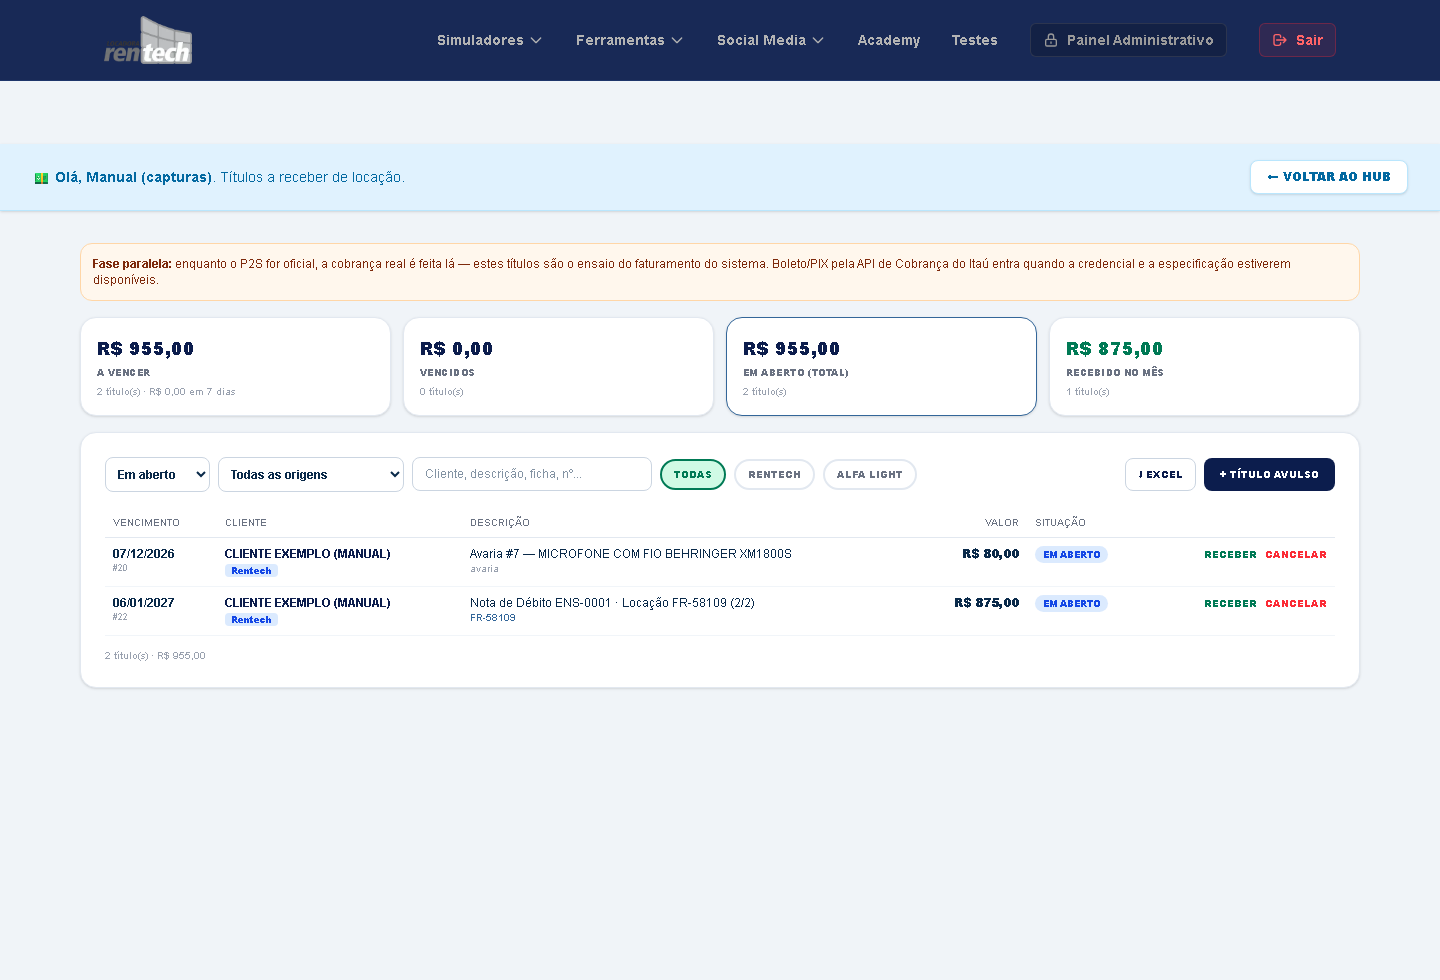 rentech
Simuladores
Ferramentas
Social Media
Academy
Testes
Painel Administrativo
Sair
Olá, Manual (capturas). Títulos a receber de locação.
← VOLTAR AO HUB
Fase paralela: enquanto o P2S for oficial, a cobrança real é feita lá — estes títulos são o ensaio do faturamento do sistema. Boleto/PIX pela API de Cobrança do Itaú entra quando a credencial e a especificação estiverem
disponíveis.
R$ 955,00
A VENCER
2 título(s) · R$ 0,00 em 7 dias
R$ 0,00
VENCIDOS
0 título(s)
R$ 955,00
EM ABERTO (TOTAL)
2 título(s)
R$ 875,00
RECEBIDO NO MÊS
1 título(s)
Em aberto
Todas as origens
Cliente, descrição, ficha, nº...
TODAS
RENTECH
ALFA LIGHT
⭳ EXCEL
+ TÍTULO AVULSO
VENCIMENTO CLIENTE DESCRIÇÃO VALOR SITUAÇÃO
07/12/2026 CLIENTE EXEMPLO (MANUAL) Avaria #7 — MICROFONE COM FIO BEHRINGER XM1800S R$ 80,00 EM ABERTO RECEBER CANCELAR
#20 Rentech avaria
06/01/2027 CLIENTE EXEMPLO (MANUAL) Nota de Débito ENS-0001 · Locação FR-58109 (2/2) R$ 875,00 EM ABERTO RECEBER CANCELAR
#22 Rentech FR-58109
2 título(s) · R$ 955,00